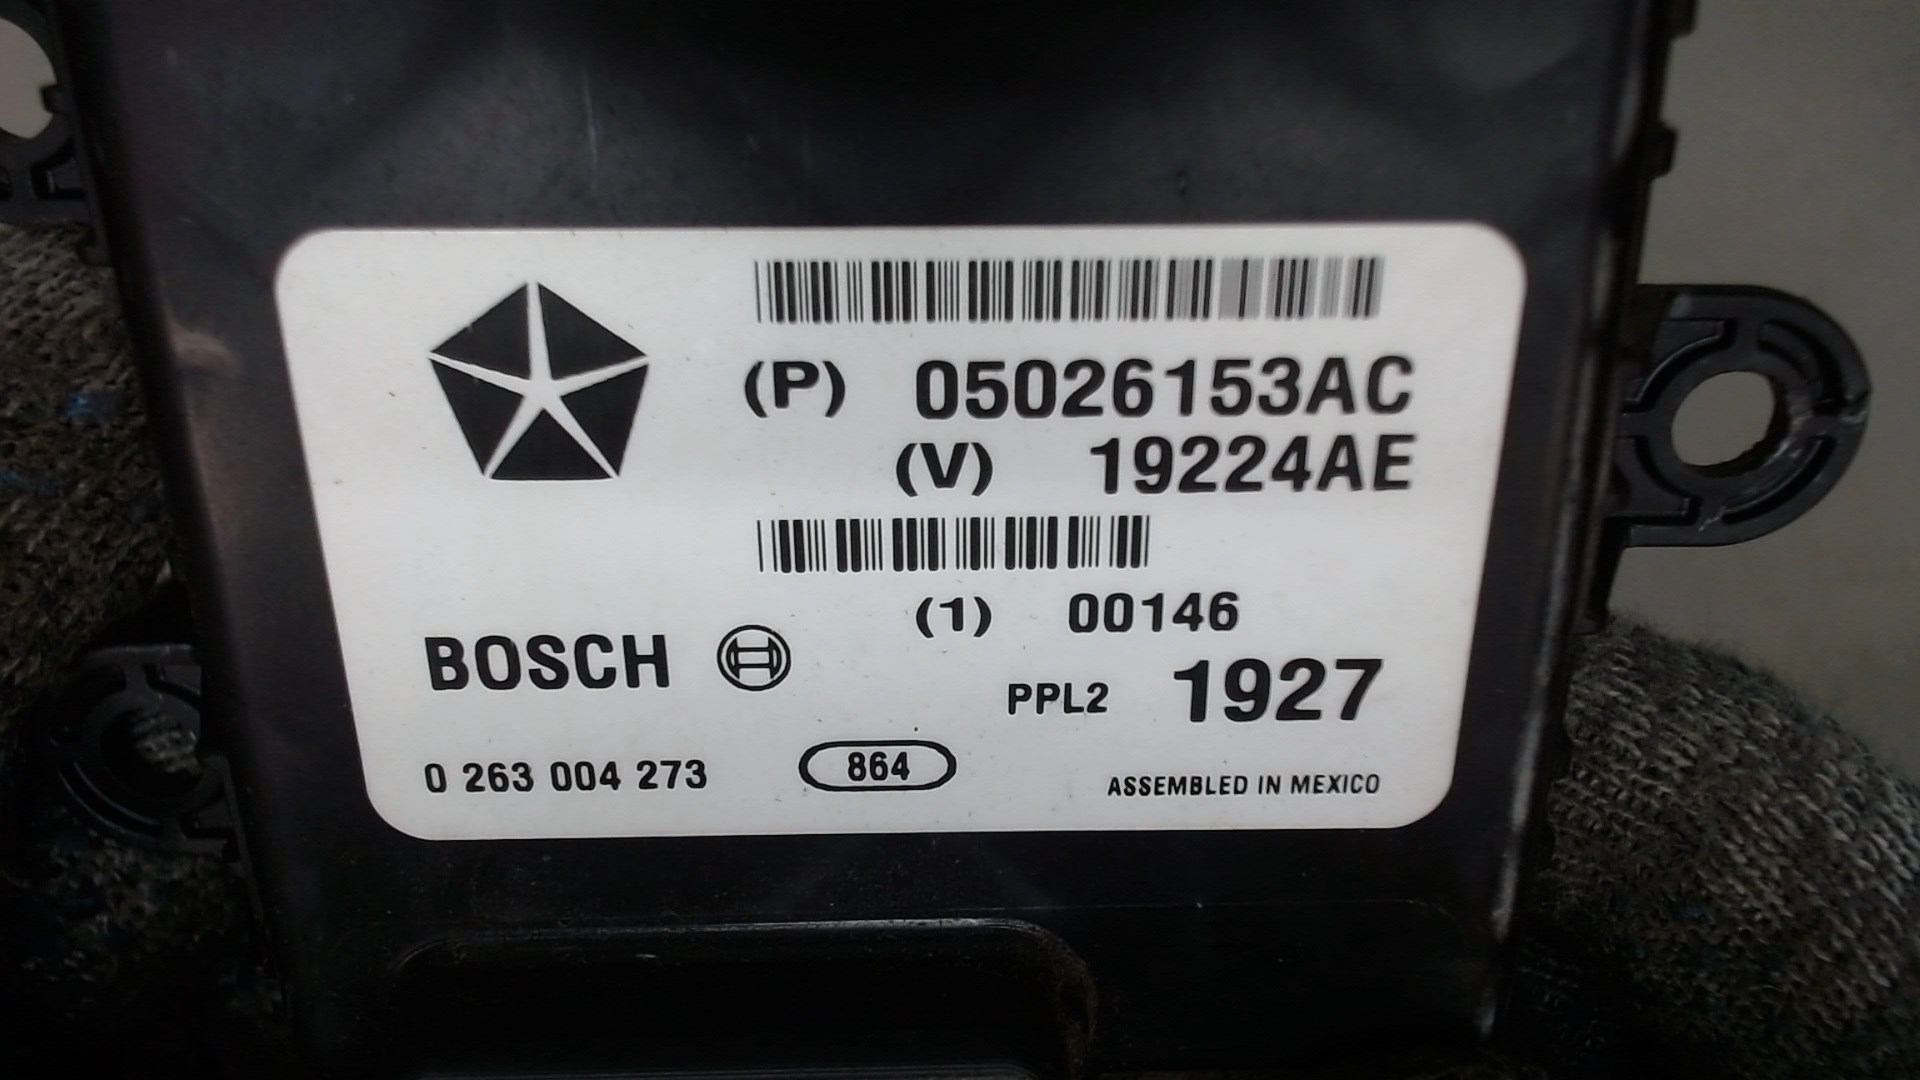 (P) 05026153AC
(V) 19224AE
(1) 00146
BOSCH
PPL2 1927
0 263 004 273
864
ASSEMBLED IN MEXICO